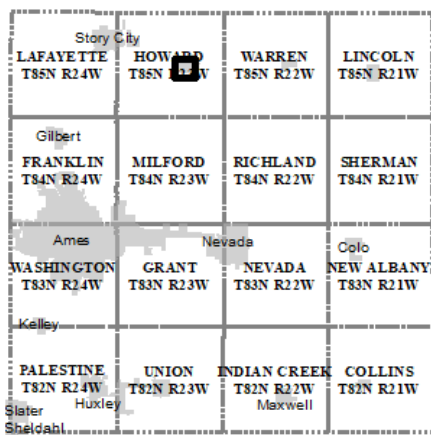 Story City
LAFAYETTE
T85N R24W
HOWARD
T85N
WARREN
T85N R22W
LINCOLN
T85N R21W
Gilbert
FRANKLIN
T84N R24W
MILFORD
T84N R23W
RICHLAND
T84N R22W
SHERMAN
T84N R21W
Ames
Nevada
Colo
WASHINGTON
T83N R24W
GRANT
T83N R23W
NEVADA
T83N R22W
NEW ALBANY
T83N R21W
Kelley
PALESTINE
T82N R24W
UNION
T82N R23W
INDIAN CREEK
T82N R22W
COLLINS
T82N R21W
Huxley
Maxwell
Slater
Sheldahl